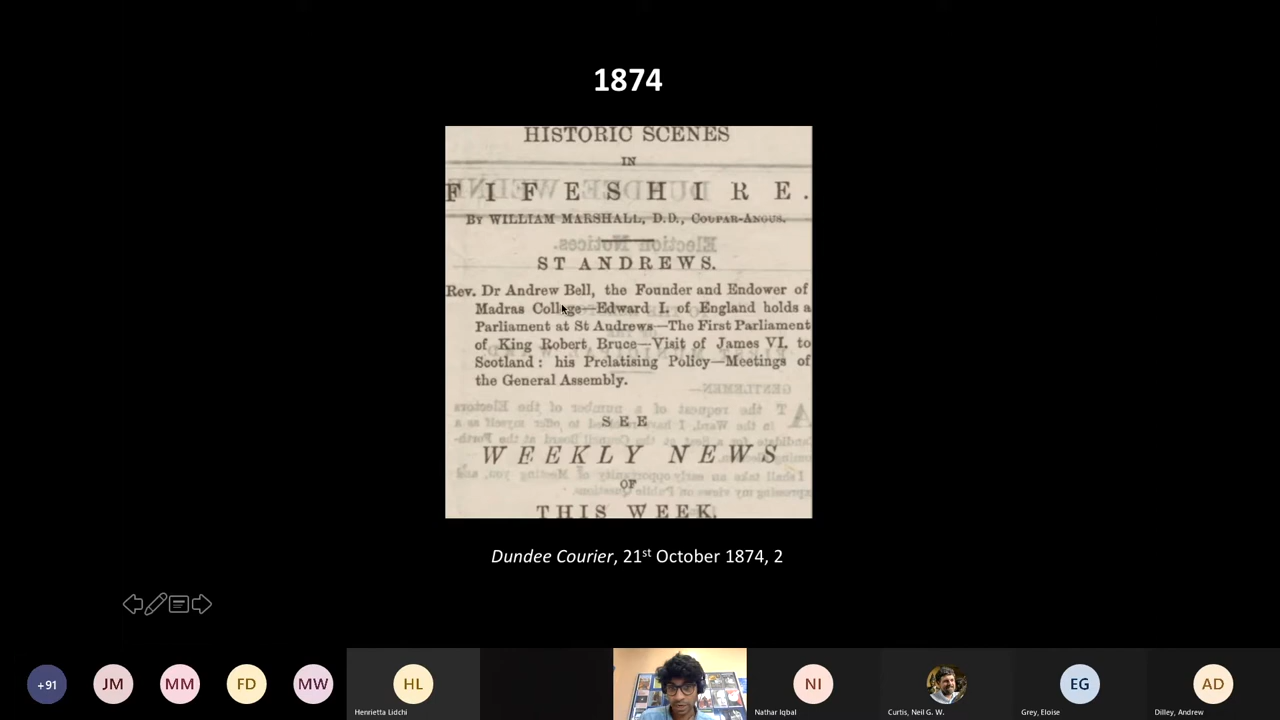 1874
HISTORIC SCENES
IN
FIFESHIRE.
BY WILLIAM MARSHALL, D.D., COUPAR-ANGUS.
ST ANDREWS.
Rev. Dr Andrew Bell, the Founder and Endower of
Madras College—Edward I. of England holds a
Parliament at St Andrews—The First Parliament
of King Robert Bruce—Visit of James VI. to
Scotland: his Prelatising Policy—Meetings of
the General Assembly.
SEE
WEEKLY NEWS
OF
THIS WEEK.
Dundee Courier, 21st October 1874, 2
+91
JM
MM
FD
MW
HL
Henrietta Lidchi
NI
Nathar Iqbal
Curtis, Neil G. W.
EG
Grey, Eloise
AD
Dilley, Andrew